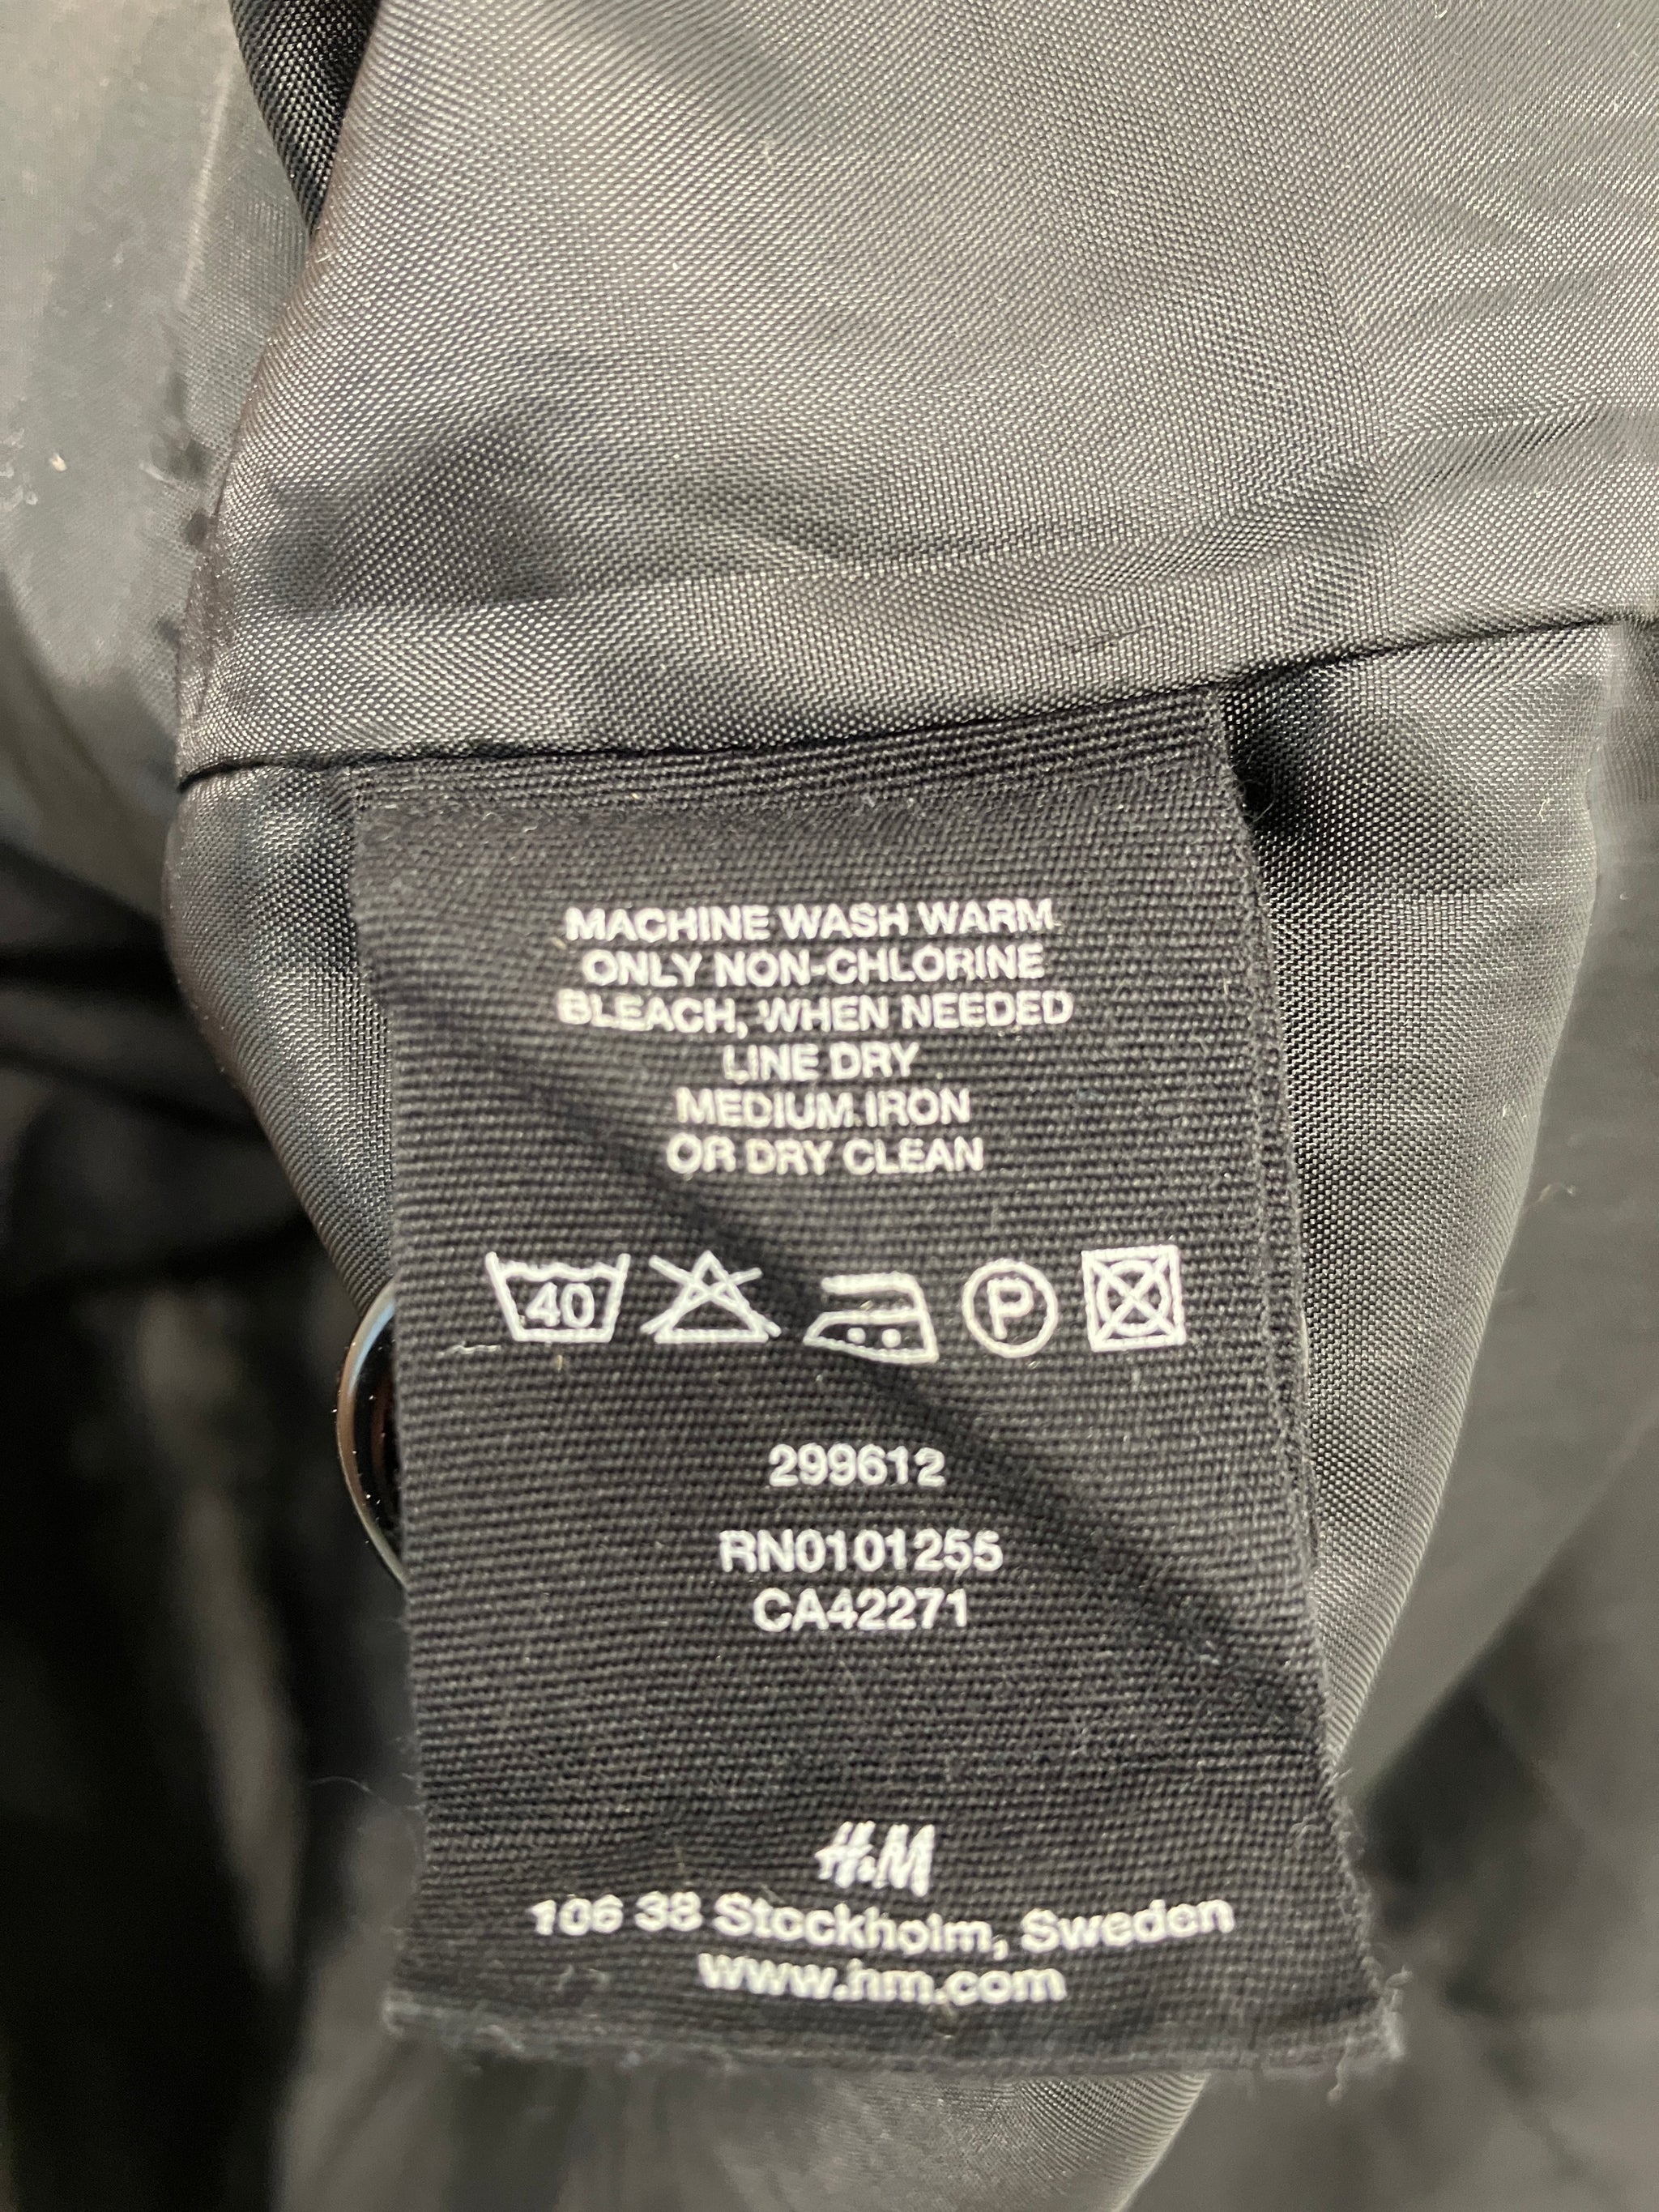 MACHINE WASH WARM
ONLY NON-CHLORINE
BLEACH, WHEN NEEDED
LINE DRY
MEDIUM IRON
OR DRY CLEAN
40 P
299612
RN0101255
CA42271
H&M
106 38 Stockholm, Sweden
www.hm.com